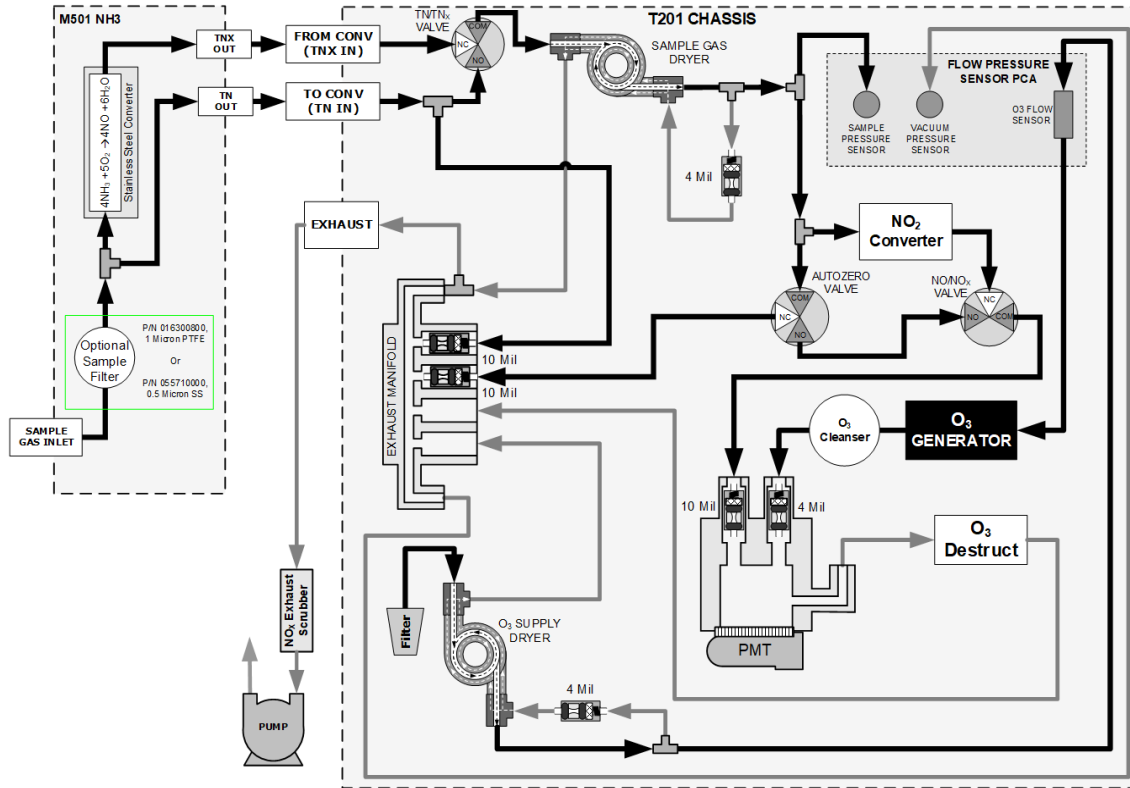 M501 NH3
4NH₃ +5O₂ →4NO +6H₂O
Stainless Steel Converter
TNX
OUT
TN
OUT
Optional
Sample
Filter
P/N 016300800,
1 Micron PTFE
Or
P/N 055710000,
0.5 Micron SS
SAMPLE
GAS INLET
FROM CONV
(TNX IN)
TO CONV
(TN IN)
T201 CHASSIS
TN/TNₓ
VALVE
COM
NC
NO
SAMPLE GAS
DRYER
4 Mil
FLOW PRESSURE
SENSOR PCA
SAMPLE
PRESSURE
SENSOR
VACUUM
PRESSURE
SENSOR
O3 FLOW
SENSOR
EXHAUST
NO₂
Converter
AUTOZERO
VALVE
COM
NC
NO
NO/NOₓ
VALVE
NC
NO
COM
EXHAUST MANIFOLD
10 Mil
10 Mil
O₃
Cleanser
O₃
GENERATOR
10 Mil
4 Mil
O₃
Destruct
PMT
Filter
O₃ SUPPLY
DRYER
4 Mil
NOₓ Exhaust
Scrubber
PUMP